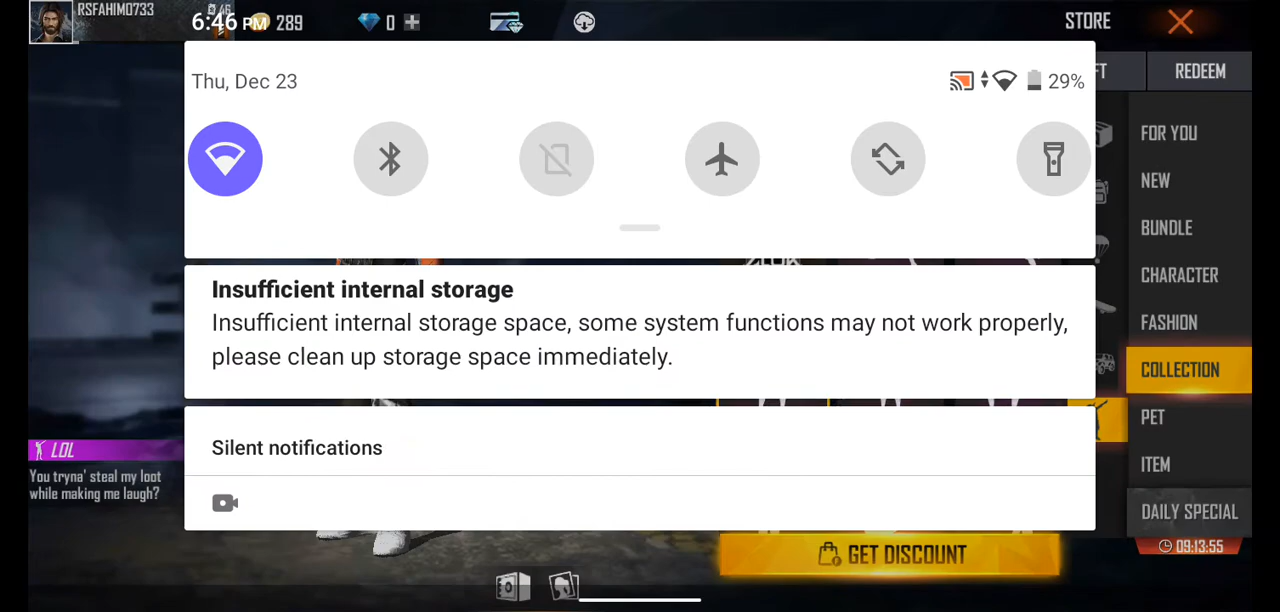 RSFAHIM0733
6:46 PM
289
0
STORE
Thu, Dec 23
29%
FT
REDEEM
FOR YOU
NEW
BUNDLE
CHARACTER
FASHION
COLLECTION
PET
ITEM
DAILY SPECIAL
09:13:55
Insufficient internal storage
Insufficient internal storage space, some system functions may not work properly,
please clean up storage space immediately.
Silent notifications
LOL
You tryna' steal my loot
while making me laugh?
GET DISCOUNT